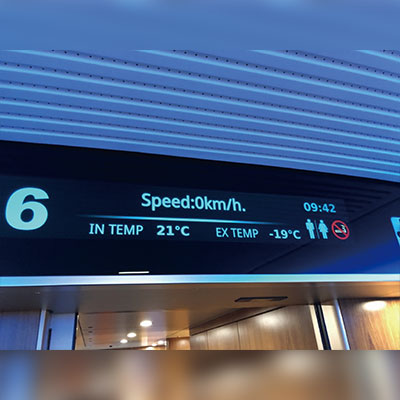 6
Speed:0km/h.
09:42
IN TEMP 21°C EX TEMP -19°C